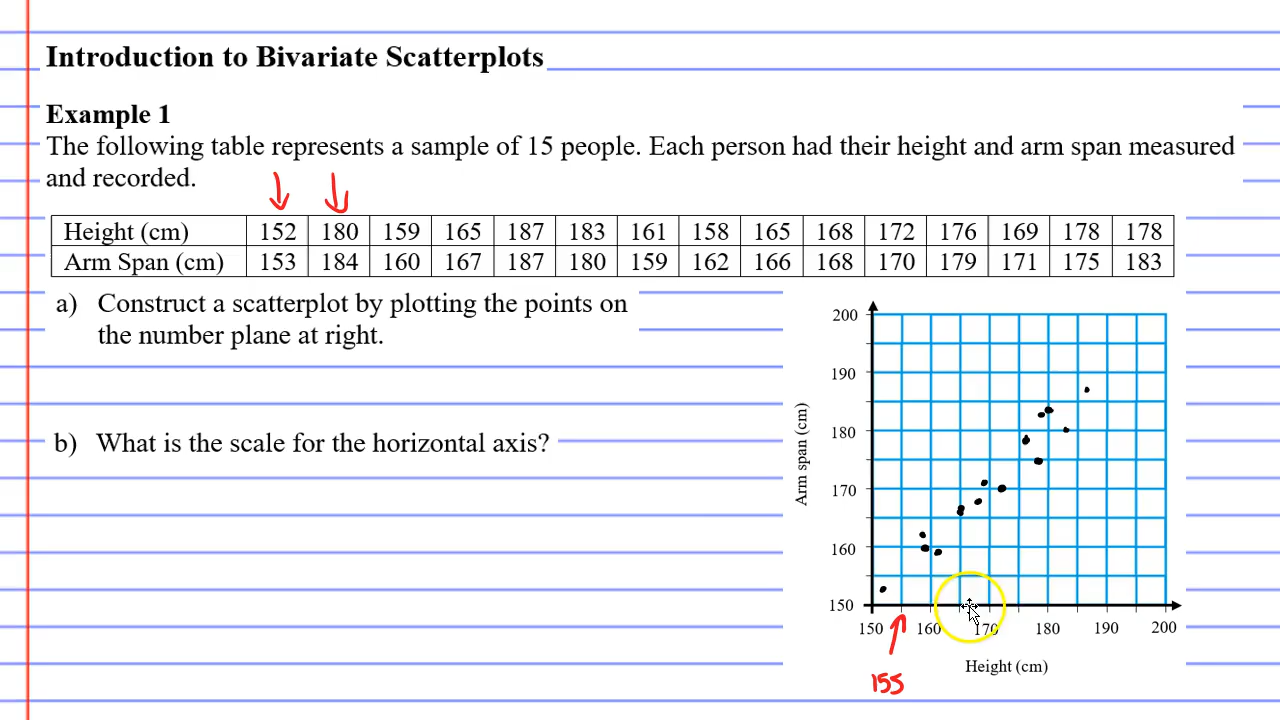 Introduction to Bivariate Scatterplots
Example 1
The following table represents a sample of 15 people. Each person had their height and arm span measured
and recorded.
Height (cm) 152 180 159 165 187 183 161 158 165 168 172 176 169 178 178
Arm Span (cm) 153 184 160 167 187 180 159 162 166 168 170 179 171 175 183
a) Construct a scatterplot by plotting the points on
the number plane at right.
b) What is the scale for the horizontal axis?
200
190
180
170
160
150
Arm span (cm)
150 160 170 180 190 200
Height (cm)
155